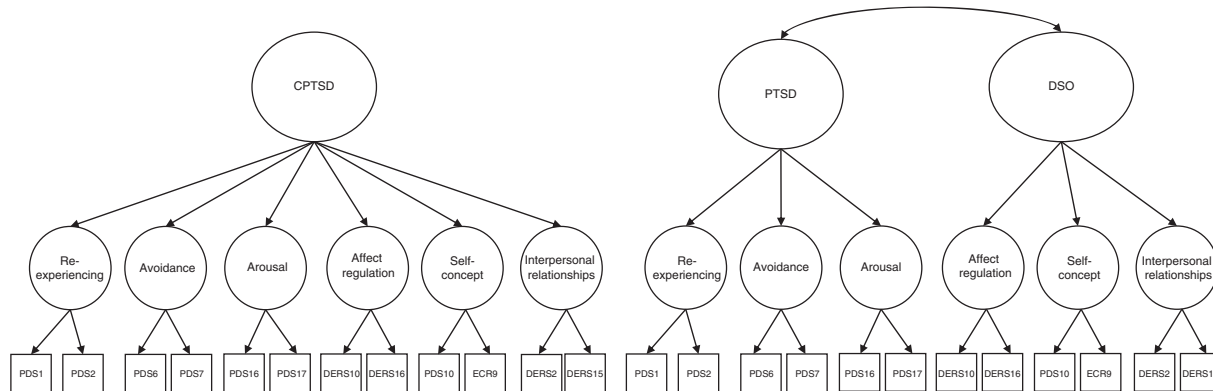 CPTSD
PTSD
DSO
Re-
experiencing
Avoidance
Arousal
Affect
regulation
Self-
concept
Interpersonal
relationships
Re-
experiencing
Avoidance
Arousal
Affect
regulation
Self-
concept
Interpersonal
relationships
PDS1 PDS2 PDS6 PDS7 PDS16 PDS17 DERS10 DERS16 PDS10 ECR9 DERS2 DERS15
PDS1 PDS2 PDS6 PDS7 PDS16 PDS17 DERS10 DERS16 PDS10 ECR9 DERS2